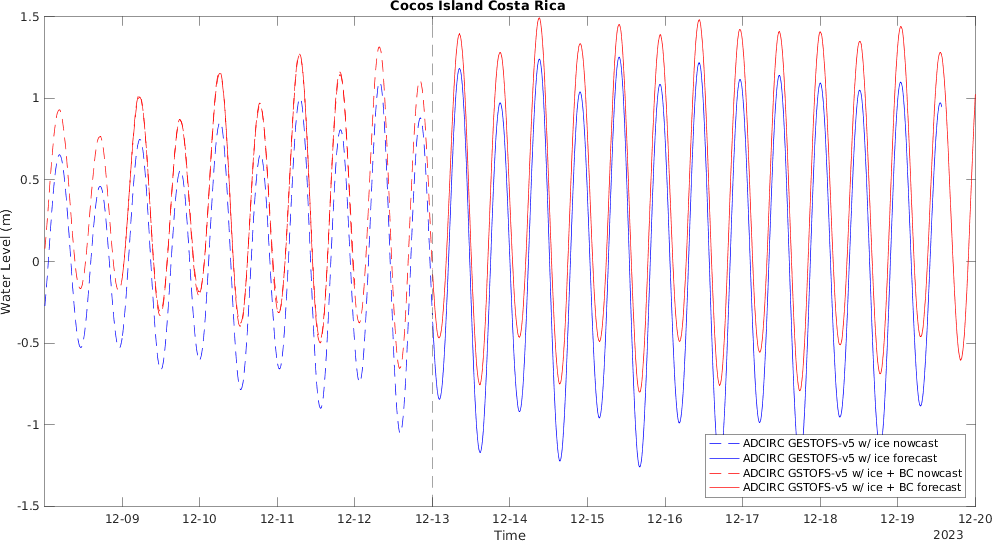 Cocos Island Costa Rica
1.5
1
0.5
0
-0.5
-1
-1.5
Water Level (m)
ADCIRC GESTOFS-v5 w/ ice nowcast
ADCIRC GESTOFS-v5 w/ ice forecast
ADCIRC GSTOFS-v5 w/ ice + BC nowcast
ADCIRC GSTOFS-v5 w/ ice + BC forecast
12-09 12-10 12-11 12-12 12-13 12-14 12-15 12-16 12-17 12-18 12-19 12-20
Time
2023